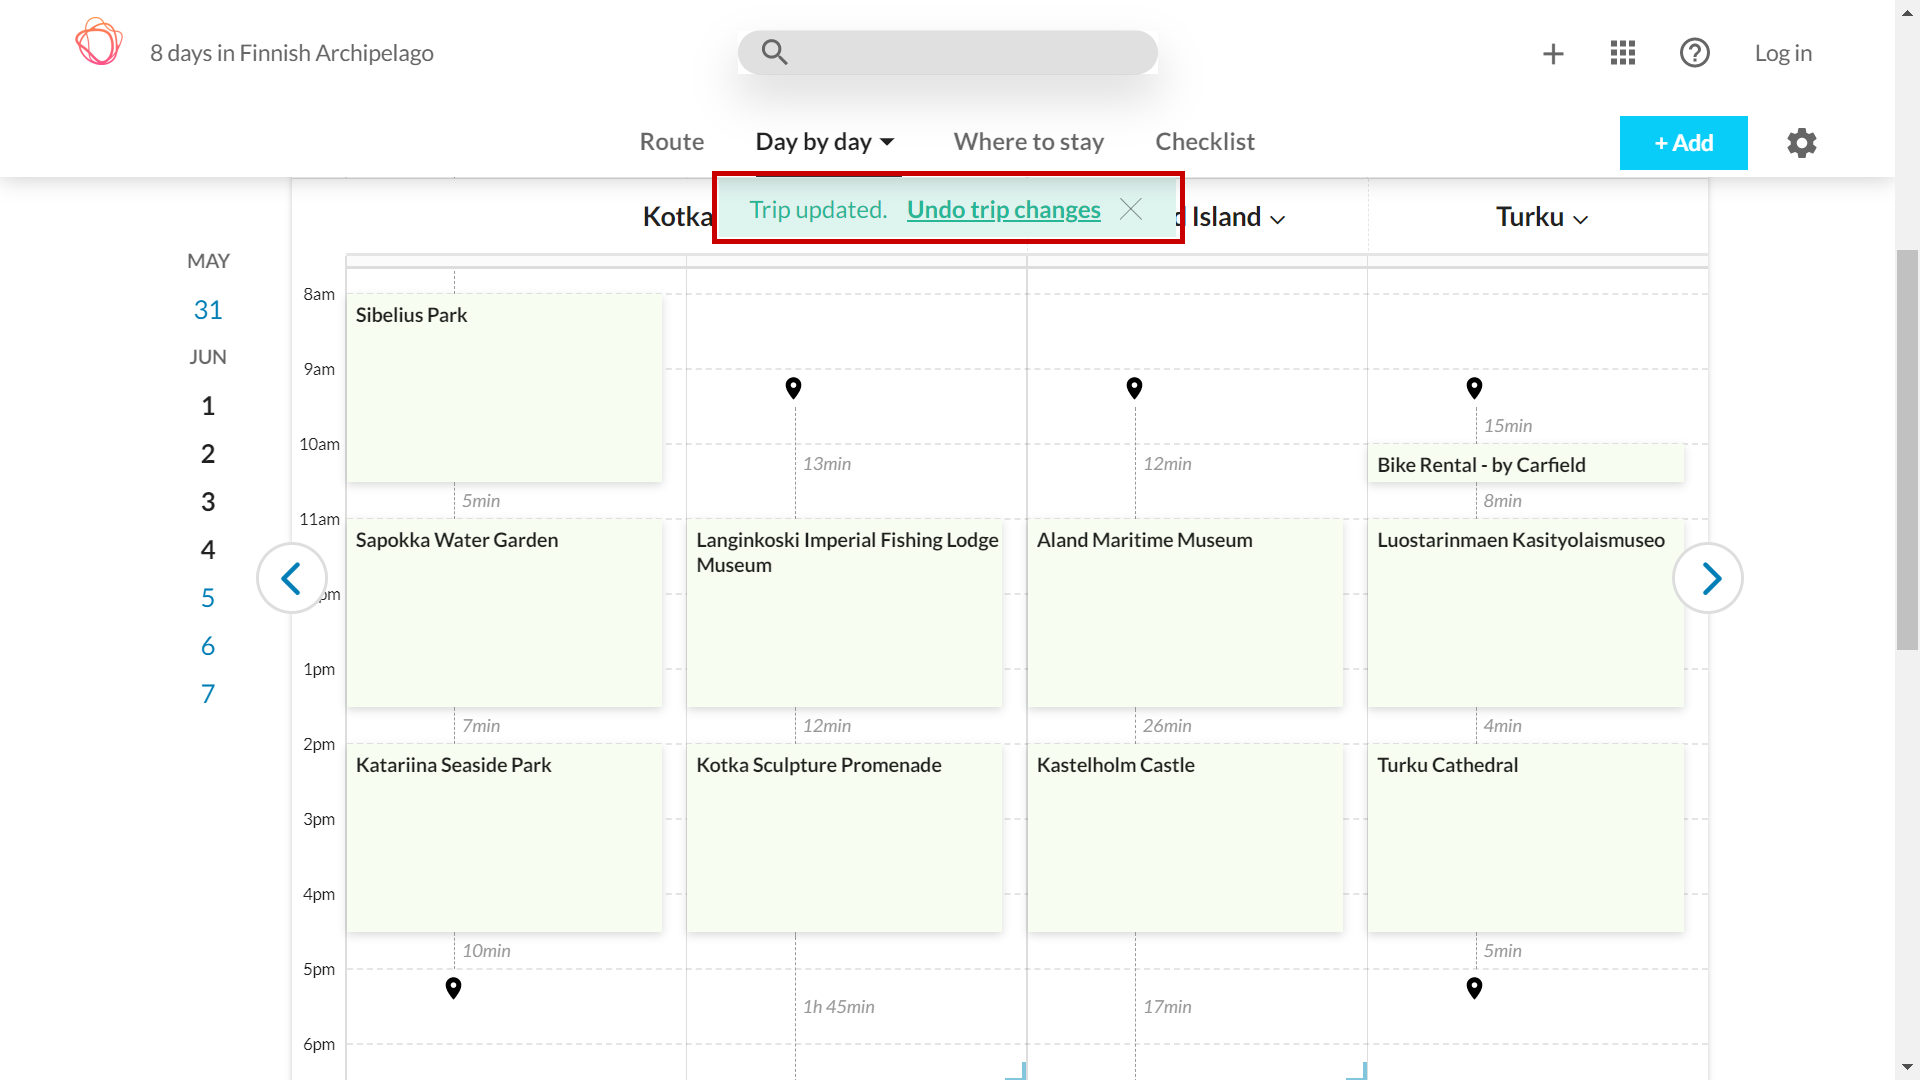 8 days in Finnish Archipelago
Log in
Route
Day by day
Where to stay
Checklist
+ Add
Trip updated. Undo trip changes
Kotka
Island
Turku
MAY
31
JUN
1
2
3
4
5
6
7
8am
9am
10am
11am
pm
1pm
2pm
3pm
4pm
5pm
6pm
Sibelius Park
5min
Sapokka Water Garden
7min
Katariina Seaside Park
10min
13min
Langinkoski Imperial Fishing Lodge
Museum
12min
Kotka Sculpture Promenade
1h 45min
12min
Aland Maritime Museum
26min
Kastelholm Castle
17min
15min
Bike Rental - by Carfield
8min
Luostarinmaen Kasityolaismuseo
4min
Turku Cathedral
5min